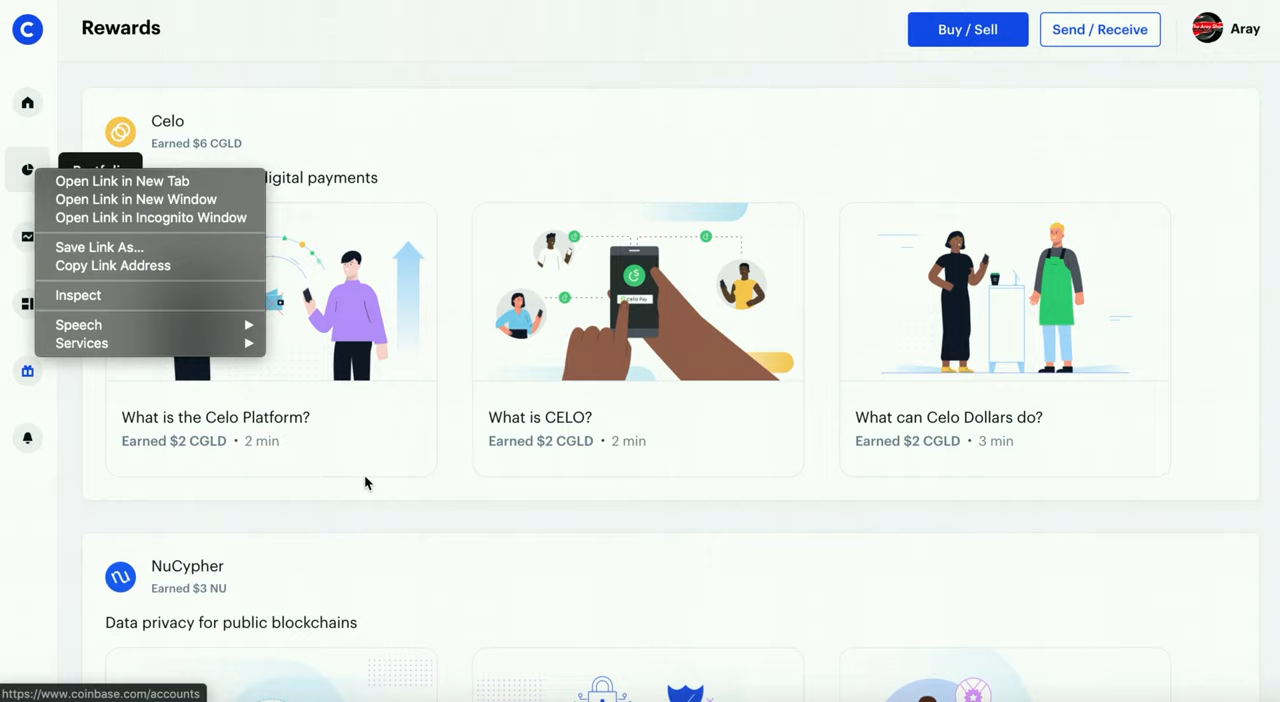 Rewards
Buy / Sell
Send / Receive
Aray
Celo
Earned $6 CGLD
digital payments
Open Link in New Tab
Open Link in New Window
Open Link in Incognito Window
Save Link As...
Copy Link Address
Inspect
Speech
Services
Celo Pay
What is the Celo Platform?
Earned $2 CGLD • 2 min
What is CELO?
Earned $2 CGLD • 2 min
What can Celo Dollars do?
Earned $2 CGLD • 3 min
NuCypher
Earned $3 NU
Data privacy for public blockchains
https://www.coinbase.com/accounts